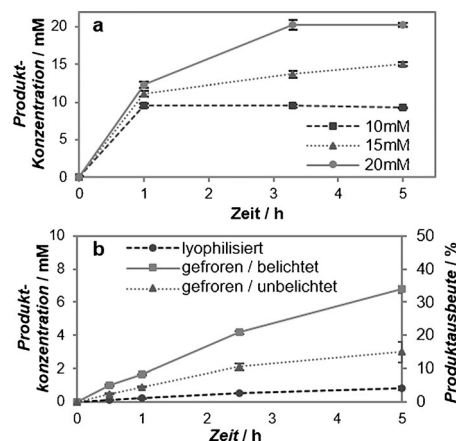 a
Produkt-
Konzentration / mM
20
15
10
5
0
10mM
15mM
20mM
0 1 2 3 4 5
Zeit / h
b
Produkt-
konzentration / mM
10
8
6
4
2
0
lyophilisiert
gefroren / belichtet
gefroren / unbelichtet
50
40
30
20
10
0
Produktausbeute / %
0 1 2 3 4 5
Zeit / h